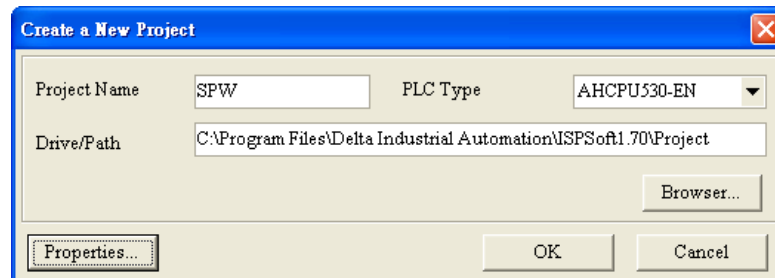 Create a New Project
Project Name SPW PLC Type AHCPU530-EN
Drive/Path C:\Program Files\Delta Industrial Automation\ISPSoft1.70\Project
Browser...
Properties... OK Cancel